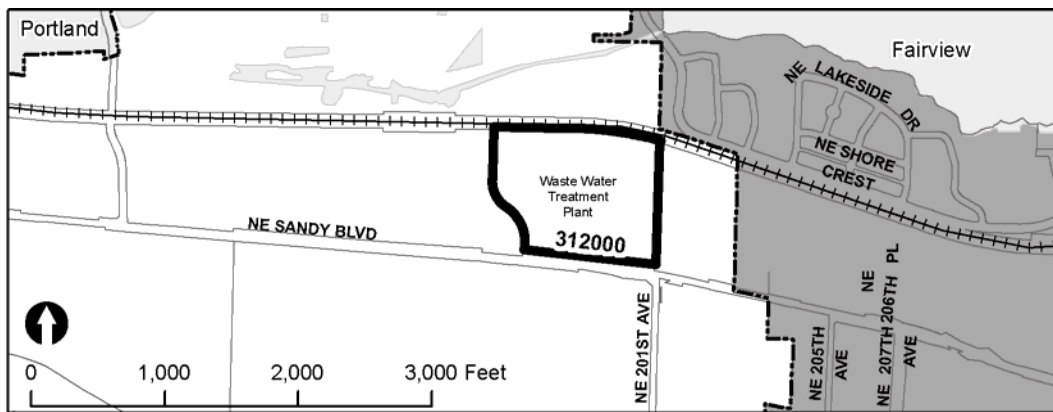 Portland
Fairview
NE LAKESIDE DR
NE SHORE
CREST
Waste Water
Treatment
Plant
312000
NE SANDY BLVD
NE 201ST AVE
NE 205TH
AVE
NE 206TH PL
NE 207TH
AVE
0 1,000 2,000 3,000 Feet